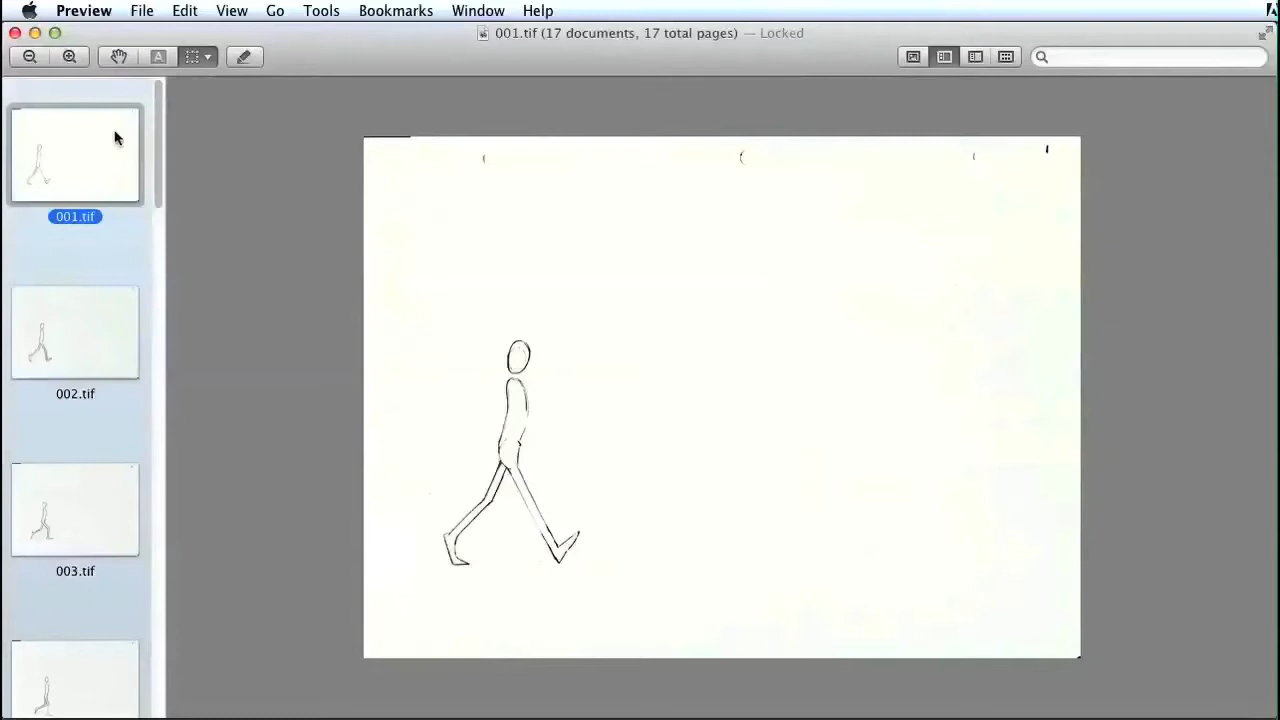 Preview File Edit View Go Tools Bookmarks Window Help
001.tif (17 documents, 17 total pages) — Locked
001.tif
002.tif
003.tif